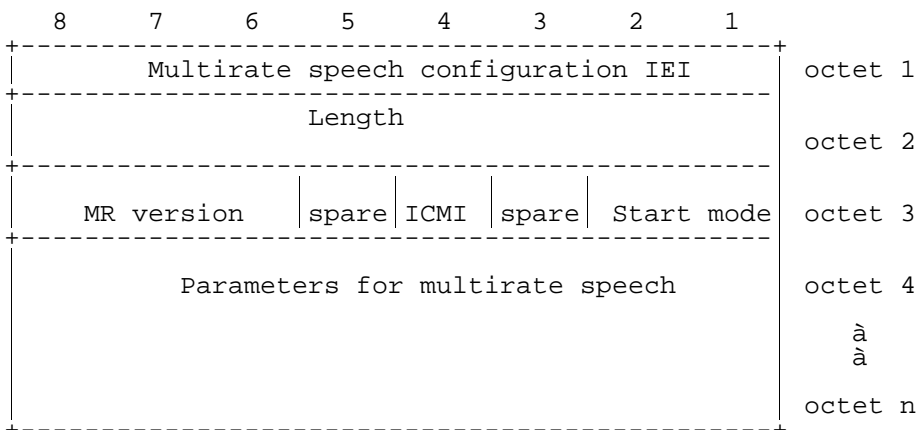 8 7 6 5 4 3 2 1
Multirate speech configuration IEI octet 1
Length
octet 2
MR version spare ICMI spare Start mode octet 3
Parameters for multirate speech octet 4
à
à
octet n